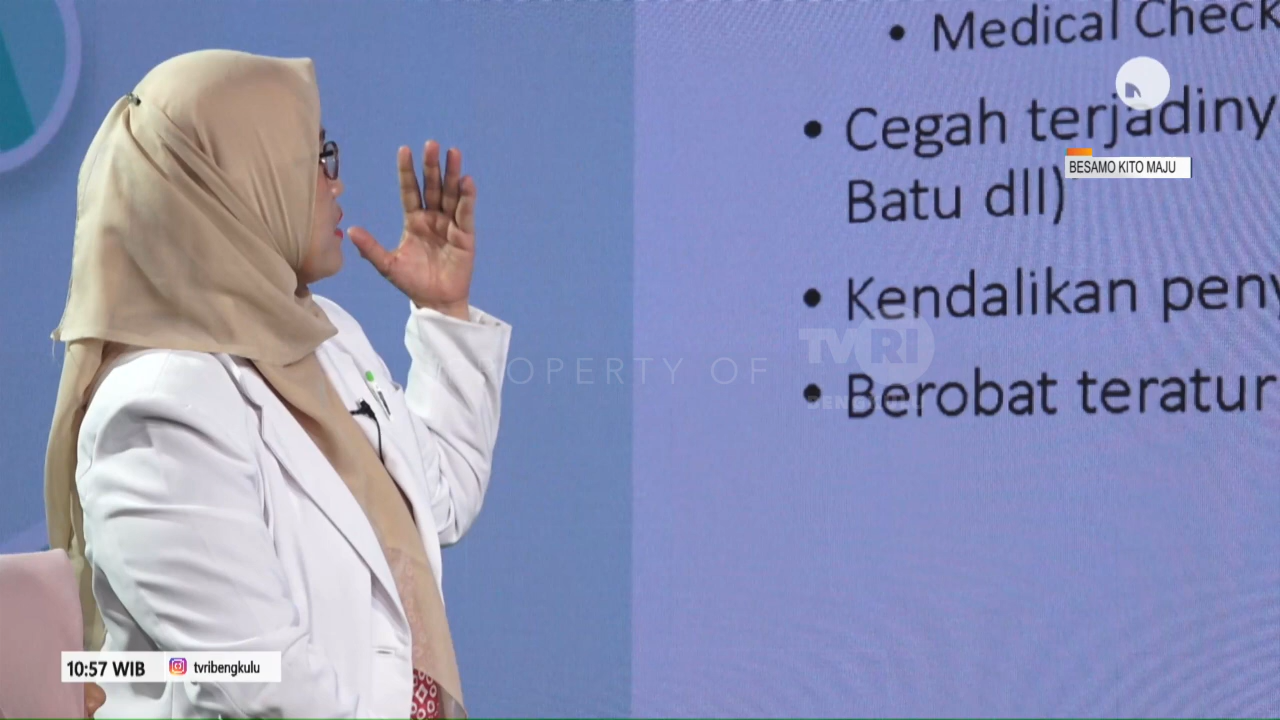 • Medical Check
• Cegah terjadiny
Batu dll)
BESAMO KITO MAJU
• Kendalikan peny
TVRI
PROPERTY OF
BENGKULU
• Berobat teratur
10:57 WIB
tvribengkulu